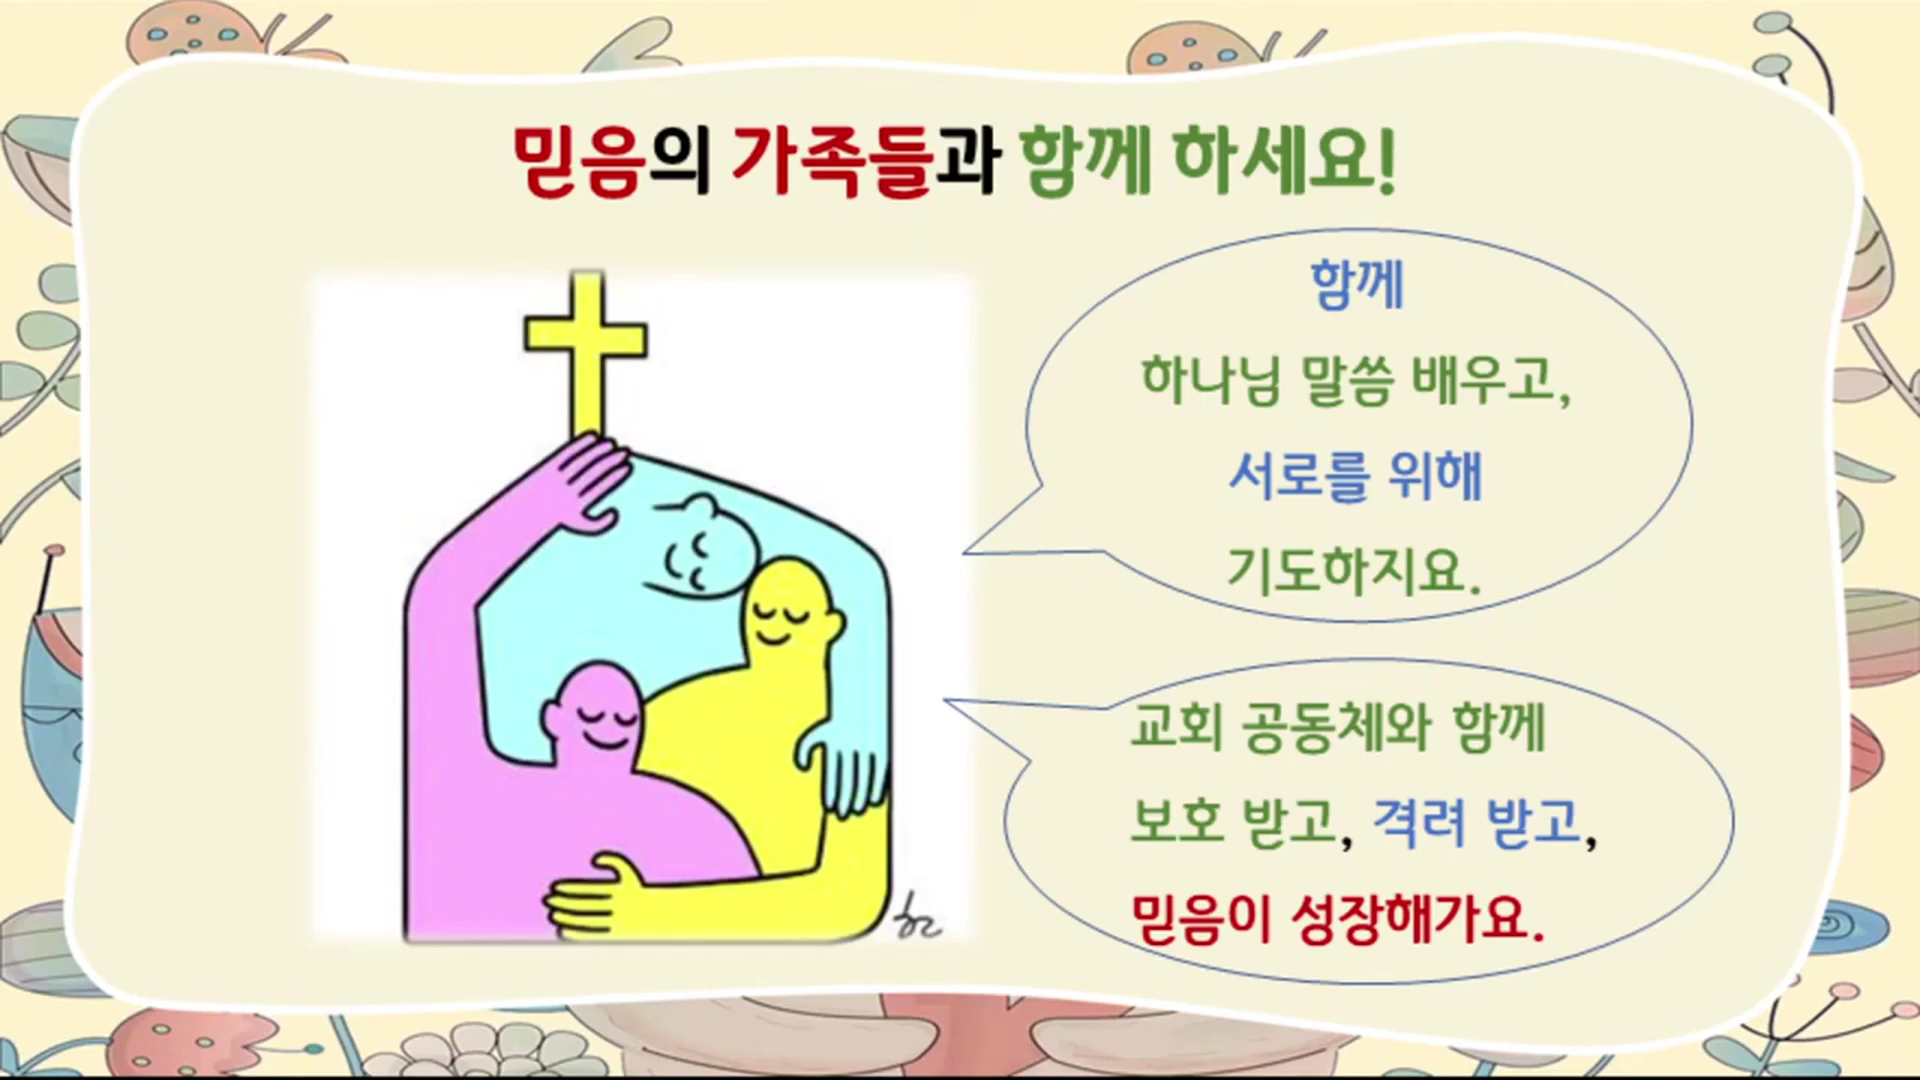 믿음의 가족들과 함께 하세요!
함께
하나님 말씀 배우고,
서로를 위해
기도하지요.
교회 공동체와 함께
보호 받고, 격려 받고,
믿음이 성장해가요.